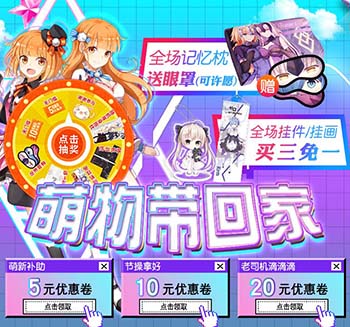 全场记忆枕
送眼罩(可许愿)
赠
点击
抽奖
全场挂件/挂画
买三免一
萌物带回家
萌新补助
5元优惠卷
点击领取
节操拿好
10元优惠卷
点击领取
老司机滴滴滴
20元优惠卷
点击领取